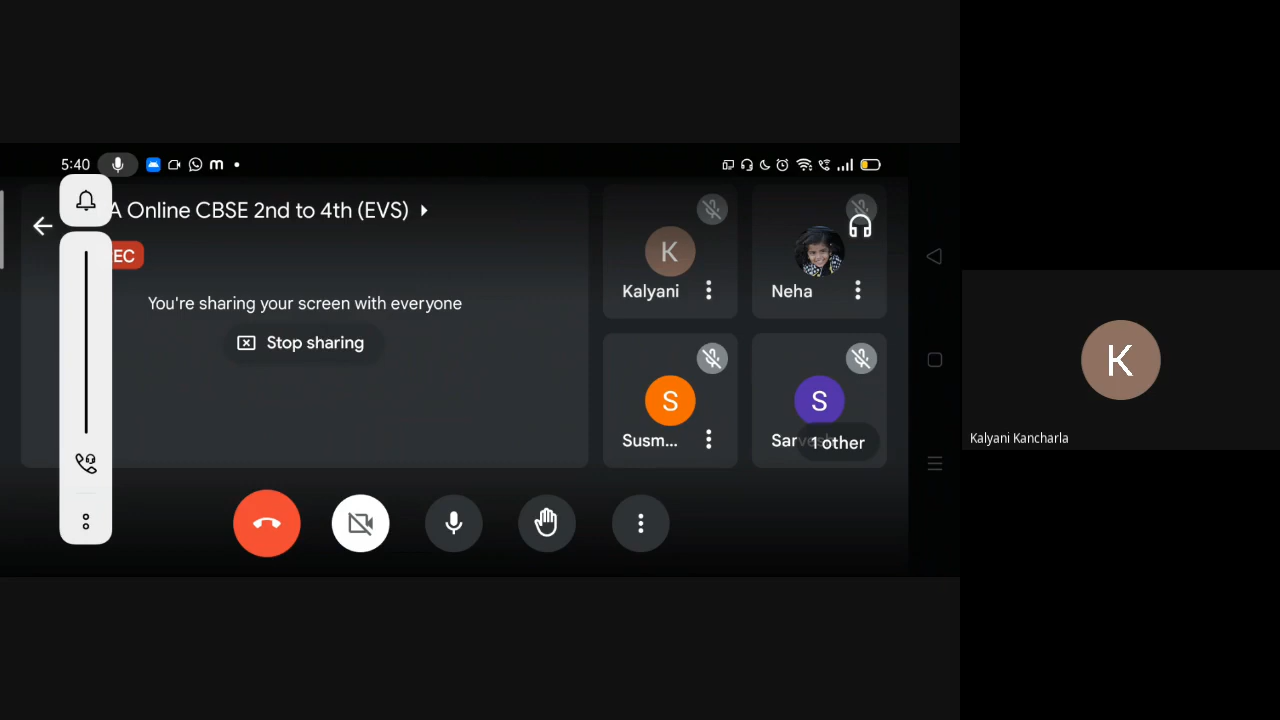 5:40
A Online CBSE 2nd to 4th (EVS)
EC
You're sharing your screen with everyone
Stop sharing
K
Kalyani
Neha
S
Susm...
S
1 other
K
Kalyani Kancharla